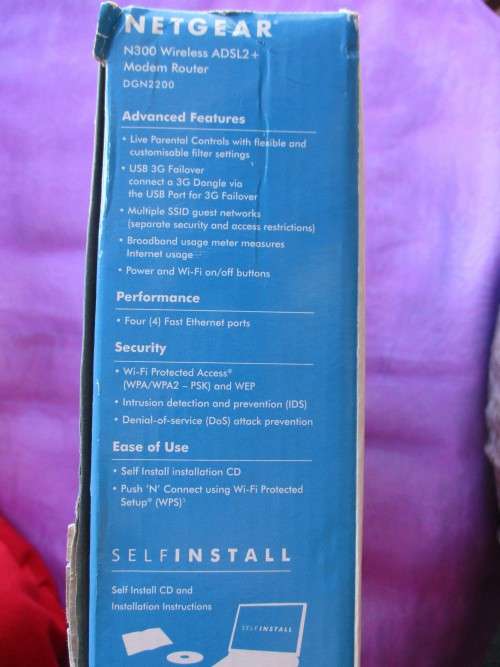 NETGEAR®
N300 Wireless ADSL2+
Modem Router
DGN2200
Advanced Features
• Live Parental Controls with flexible and
customisable filter settings
• USB 3G Failover
connect a 3G Dongle via
the USB Port for 3G Failover
• Multiple SSID guest networks
(separate security and access restrictions)
• Broadband usage meter measures
Internet usage
• Power and Wi-Fi on/off buttons
Performance
• Four (4) Fast Ethernet ports
Security
• Wi-Fi Protected Access®
(WPA/WPA2 – PSK) and WEP
• Intrusion detection and prevention (IDS)
• Denial-of-service (DoS) attack prevention
Ease of Use
• Self Install installation CD
• Push 'N' Connect using Wi-Fi Protected
Setup® (WPS)
SELFINSTALL
Self Install CD and
Installation Instructions
SELFINSTALL